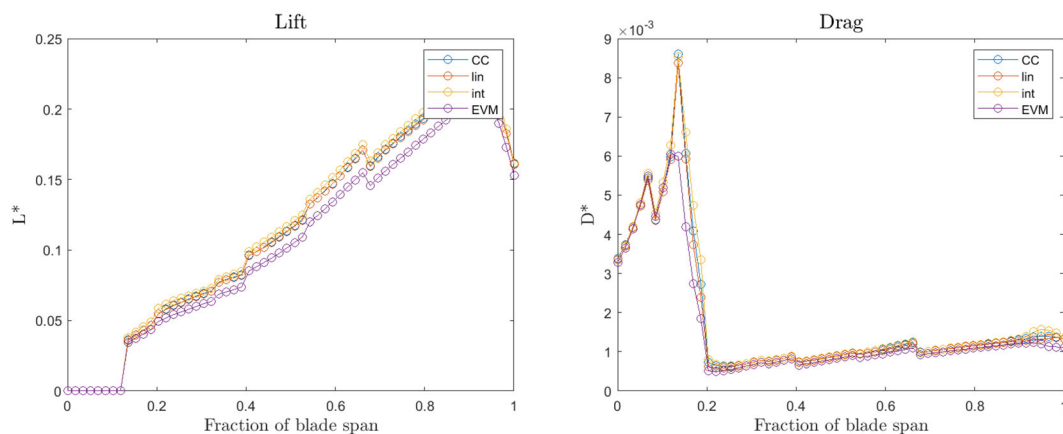 Lift
0.25
0.2
0.15
0.1
0.05
0
L*
0 0.2 0.4 0.6 0.8 1
Fraction of blade span
CC
lin
int
EVM
Drag
×10⁻³
9
8
7
6
5
4
3
2
1
0
D*
0 0.2 0.4 0.6 0.8 1
Fraction of blade span
CC
lin
int
EVM